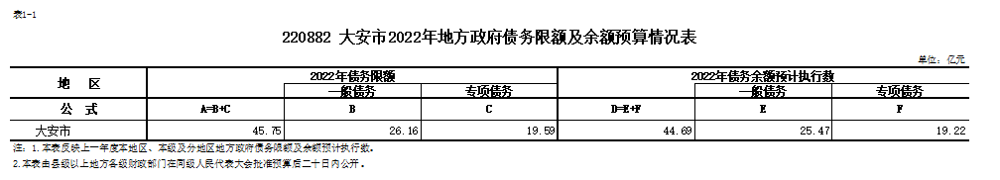 表1-1
220882 大安市2022年地方政府债务限额及余额预算情况表
单位：亿元
地 区 2022年债务限额 2022年债务余额预计执行数
一般债务 专项债务 一般债务 专项债务
公 式 A=B+C B C D=E+F E F
大安市 45.75 26.16 19.59 44.69 25.47 19.22
注：1.本表反映上一年度本地区、本级及分地区地方政府债务限额及余额预计执行数。
2.本表由县级以上地方各级财政部门在同级人民代表大会批准预算后二十日内公开。